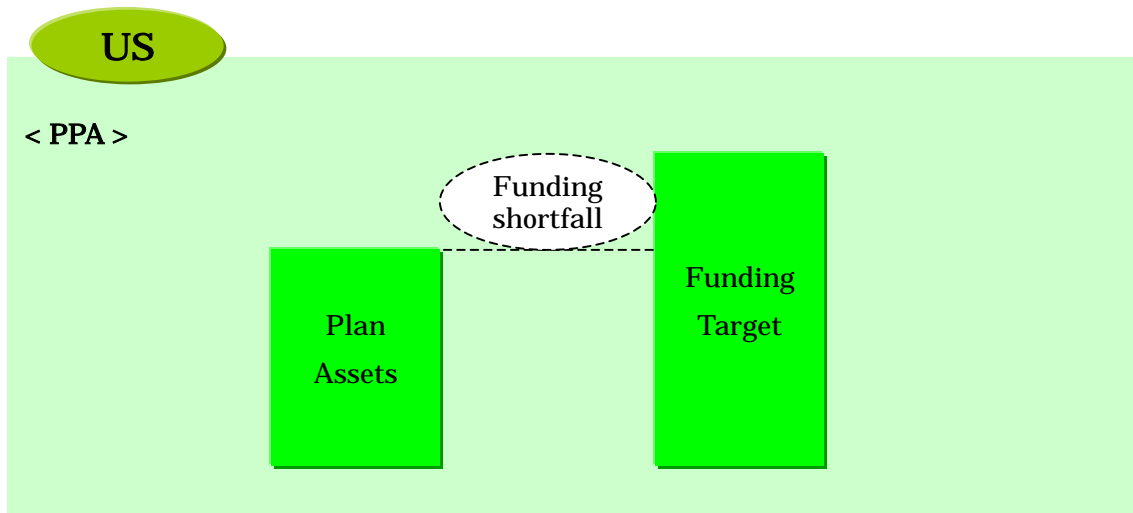 US
< PPA >
Funding
shortfall
Funding
Target
Plan
Assets